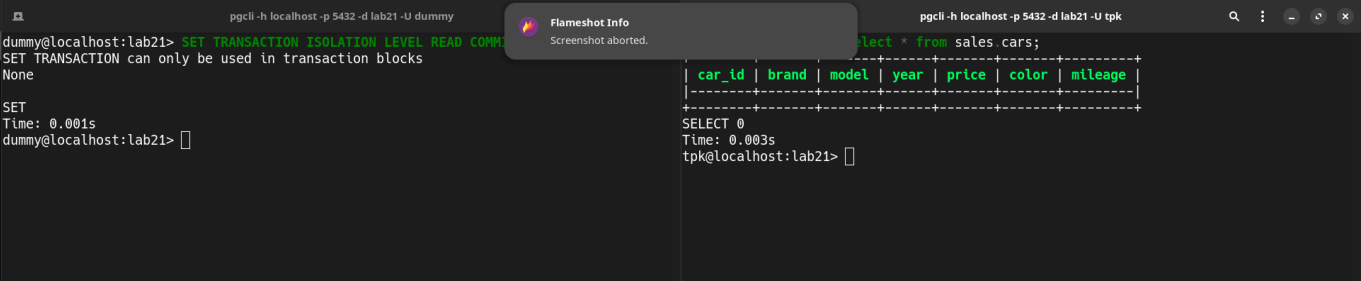 pgcli -h localhost -p 5432 -d lab21 -U dummy
Flameshot Info
Screenshot aborted.
pgcli -h localhost -p 5432 -d lab21 -U tpk
dummy@localhost:lab21> SET TRANSACTION ISOLATION LEVEL READ
SET TRANSACTION can only be used in transaction blocks
None
SET
Time: 0.001s
dummy@localhost:lab21>
* from sales.cars;
+---------+
| car_id | brand | model | year | price | color | mileage |
|--------+-------+-------+------+-------+-------+---------|
+--------+-------+-------+------+-------+-------+---------+
SELECT 0
Time: 0.003s
tpk@localhost:lab21>